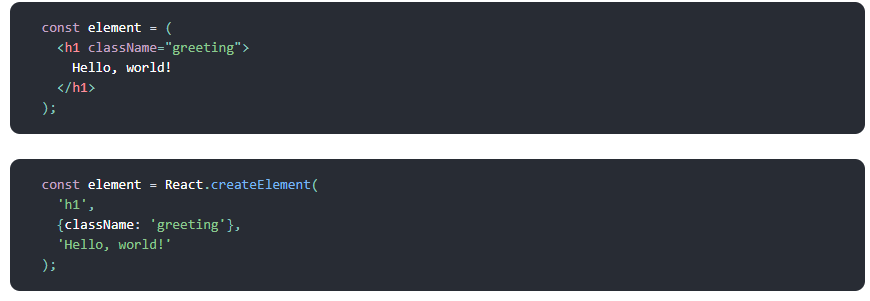 const element = (
  <h1 className="greeting">
    Hello, world!
  </h1>
);
const element = React.createElement(
  'h1',
  {className: 'greeting'},
  'Hello, world!'
);